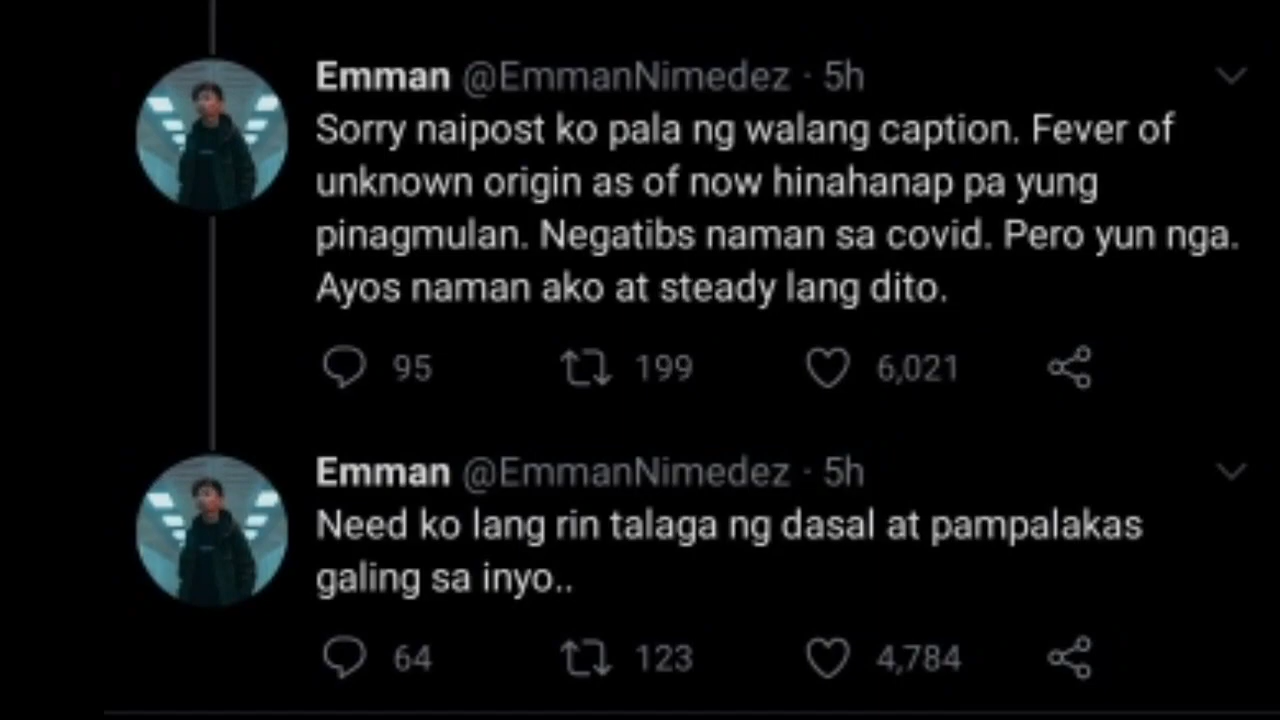 Emman @EmmanNimedez · 5h
Sorry naipost ko pala ng walang caption. Fever of
unknown origin as of now hinahanap pa yung
pinagmulan. Negatibs naman sa covid. Pero yun nga.
Ayos naman ako at steady lang dito.
95 199 6,021
Emman @EmmanNimedez · 5h
Need ko lang rin talaga ng dasal at pampalakas
galing sa inyo..
64 123 4,784